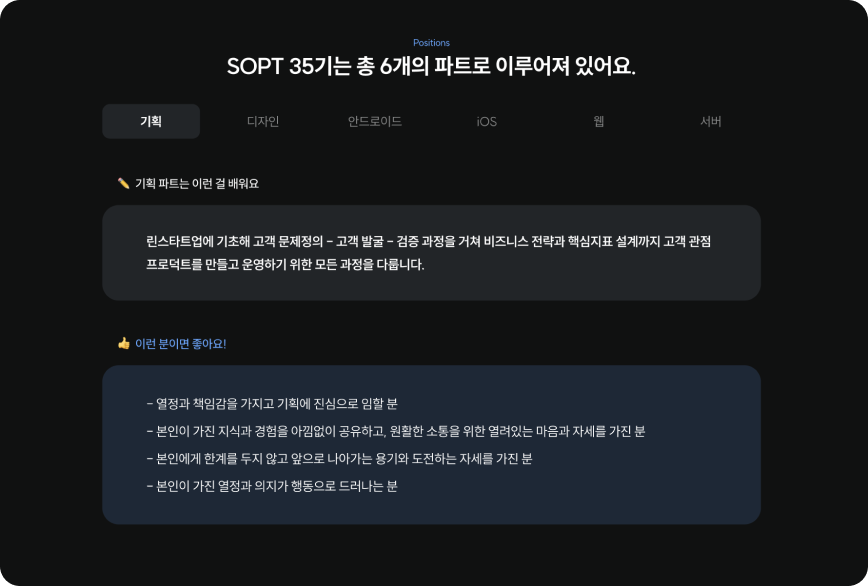 Positions
SOPT 35기는 총 6개의 파트로 이루어져 있어요.
기획 디자인 안드로이드 iOS 웹 서버
✏️ 기획 파트는 이런 걸 배워요
린스타트업에 기초해 고객 문제정의 – 고객 발굴 – 검증 과정을 거쳐 비즈니스 전략과 핵심지표 설계까지 고객 관점
프로덕트를 만들고 운영하기 위한 모든 과정을 다룹니다.
👍 이런 분이면 좋아요!
– 열정과 책임감을 가지고 기획에 진심으로 임할 분
– 본인이 가진 지식과 경험을 아낌없이 공유하고, 원활한 소통을 위한 열려있는 마음과 자세를 가진 분
– 본인에게 한계를 두지 않고 앞으로 나아가는 용기와 도전하는 자세를 가진 분
– 본인이 가진 열정과 의지가 행동으로 드러나는 분